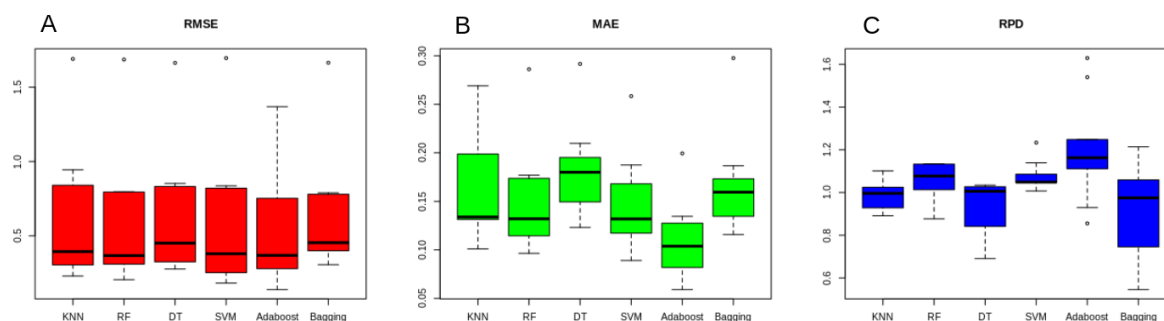 A
RMSE
1.5
1.0
0.5
KNN RF DT SVM Adaboost Bagging
B
MAE
0.30
0.25
0.20
0.15
0.10
0.05
KNN RF DT SVM Adaboost Bagging
C
RPD
1.6
1.4
1.2
1.0
0.8
0.6
KNN RF DT SVM Adaboost Bagging